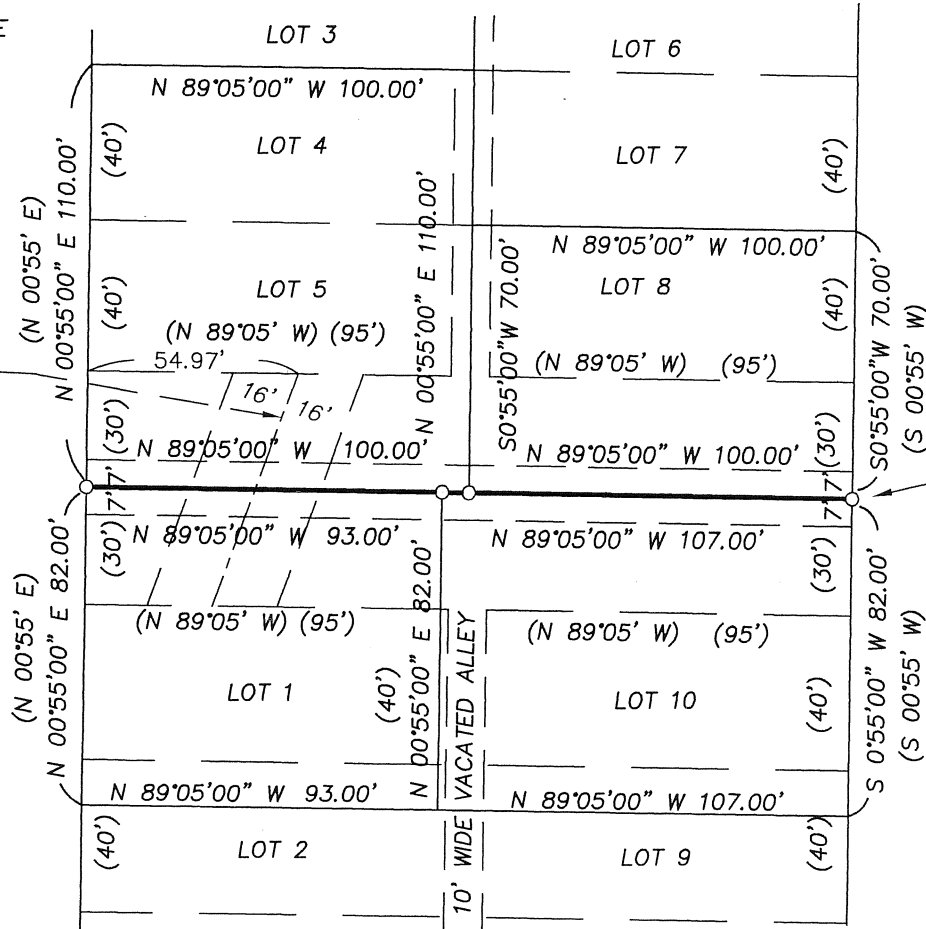 E
LOT 3
LOT 6
N 89°05'00" W 100.00'
(40')
LOT 4
LOT 7
(40')
(N 00°55' E)
N 00°55'00" E 110.00'
N 00°55'00" E 110.00'
N 89°05'00" W 100.00'
(40')
LOT 5
LOT 8
(40')
S0°55'00"W 70.00'
S0°55'00"W 70.00'
(S 00°55' W)
(N 89°05' W) (95')
54.97'
(N 89°05' W) (95')
16'
16'
(30')
N 89°05'00" W 100.00'
N 89°05'00" W 100.00'
(30')
7'
7'
7'
7'
(30')
N 89°05'00" W 93.00'
N 89°05'00" W 107.00'
(30')
(N 00°55' E)
N 00°55'00" E 82.00'
(N 89°05' W) (95')
(N 89°05' W) (95')
N 00°55'00" E 82.00'
S 0°55'00" W 82.00'
(S 00°55' W)
LOT 1
(40')
10' WIDE VACATED ALLEY
LOT 10
(40')
N 89°05'00" W 93.00'
N 89°05'00" W 107.00'
(40')
LOT 2
LOT 9
(40')